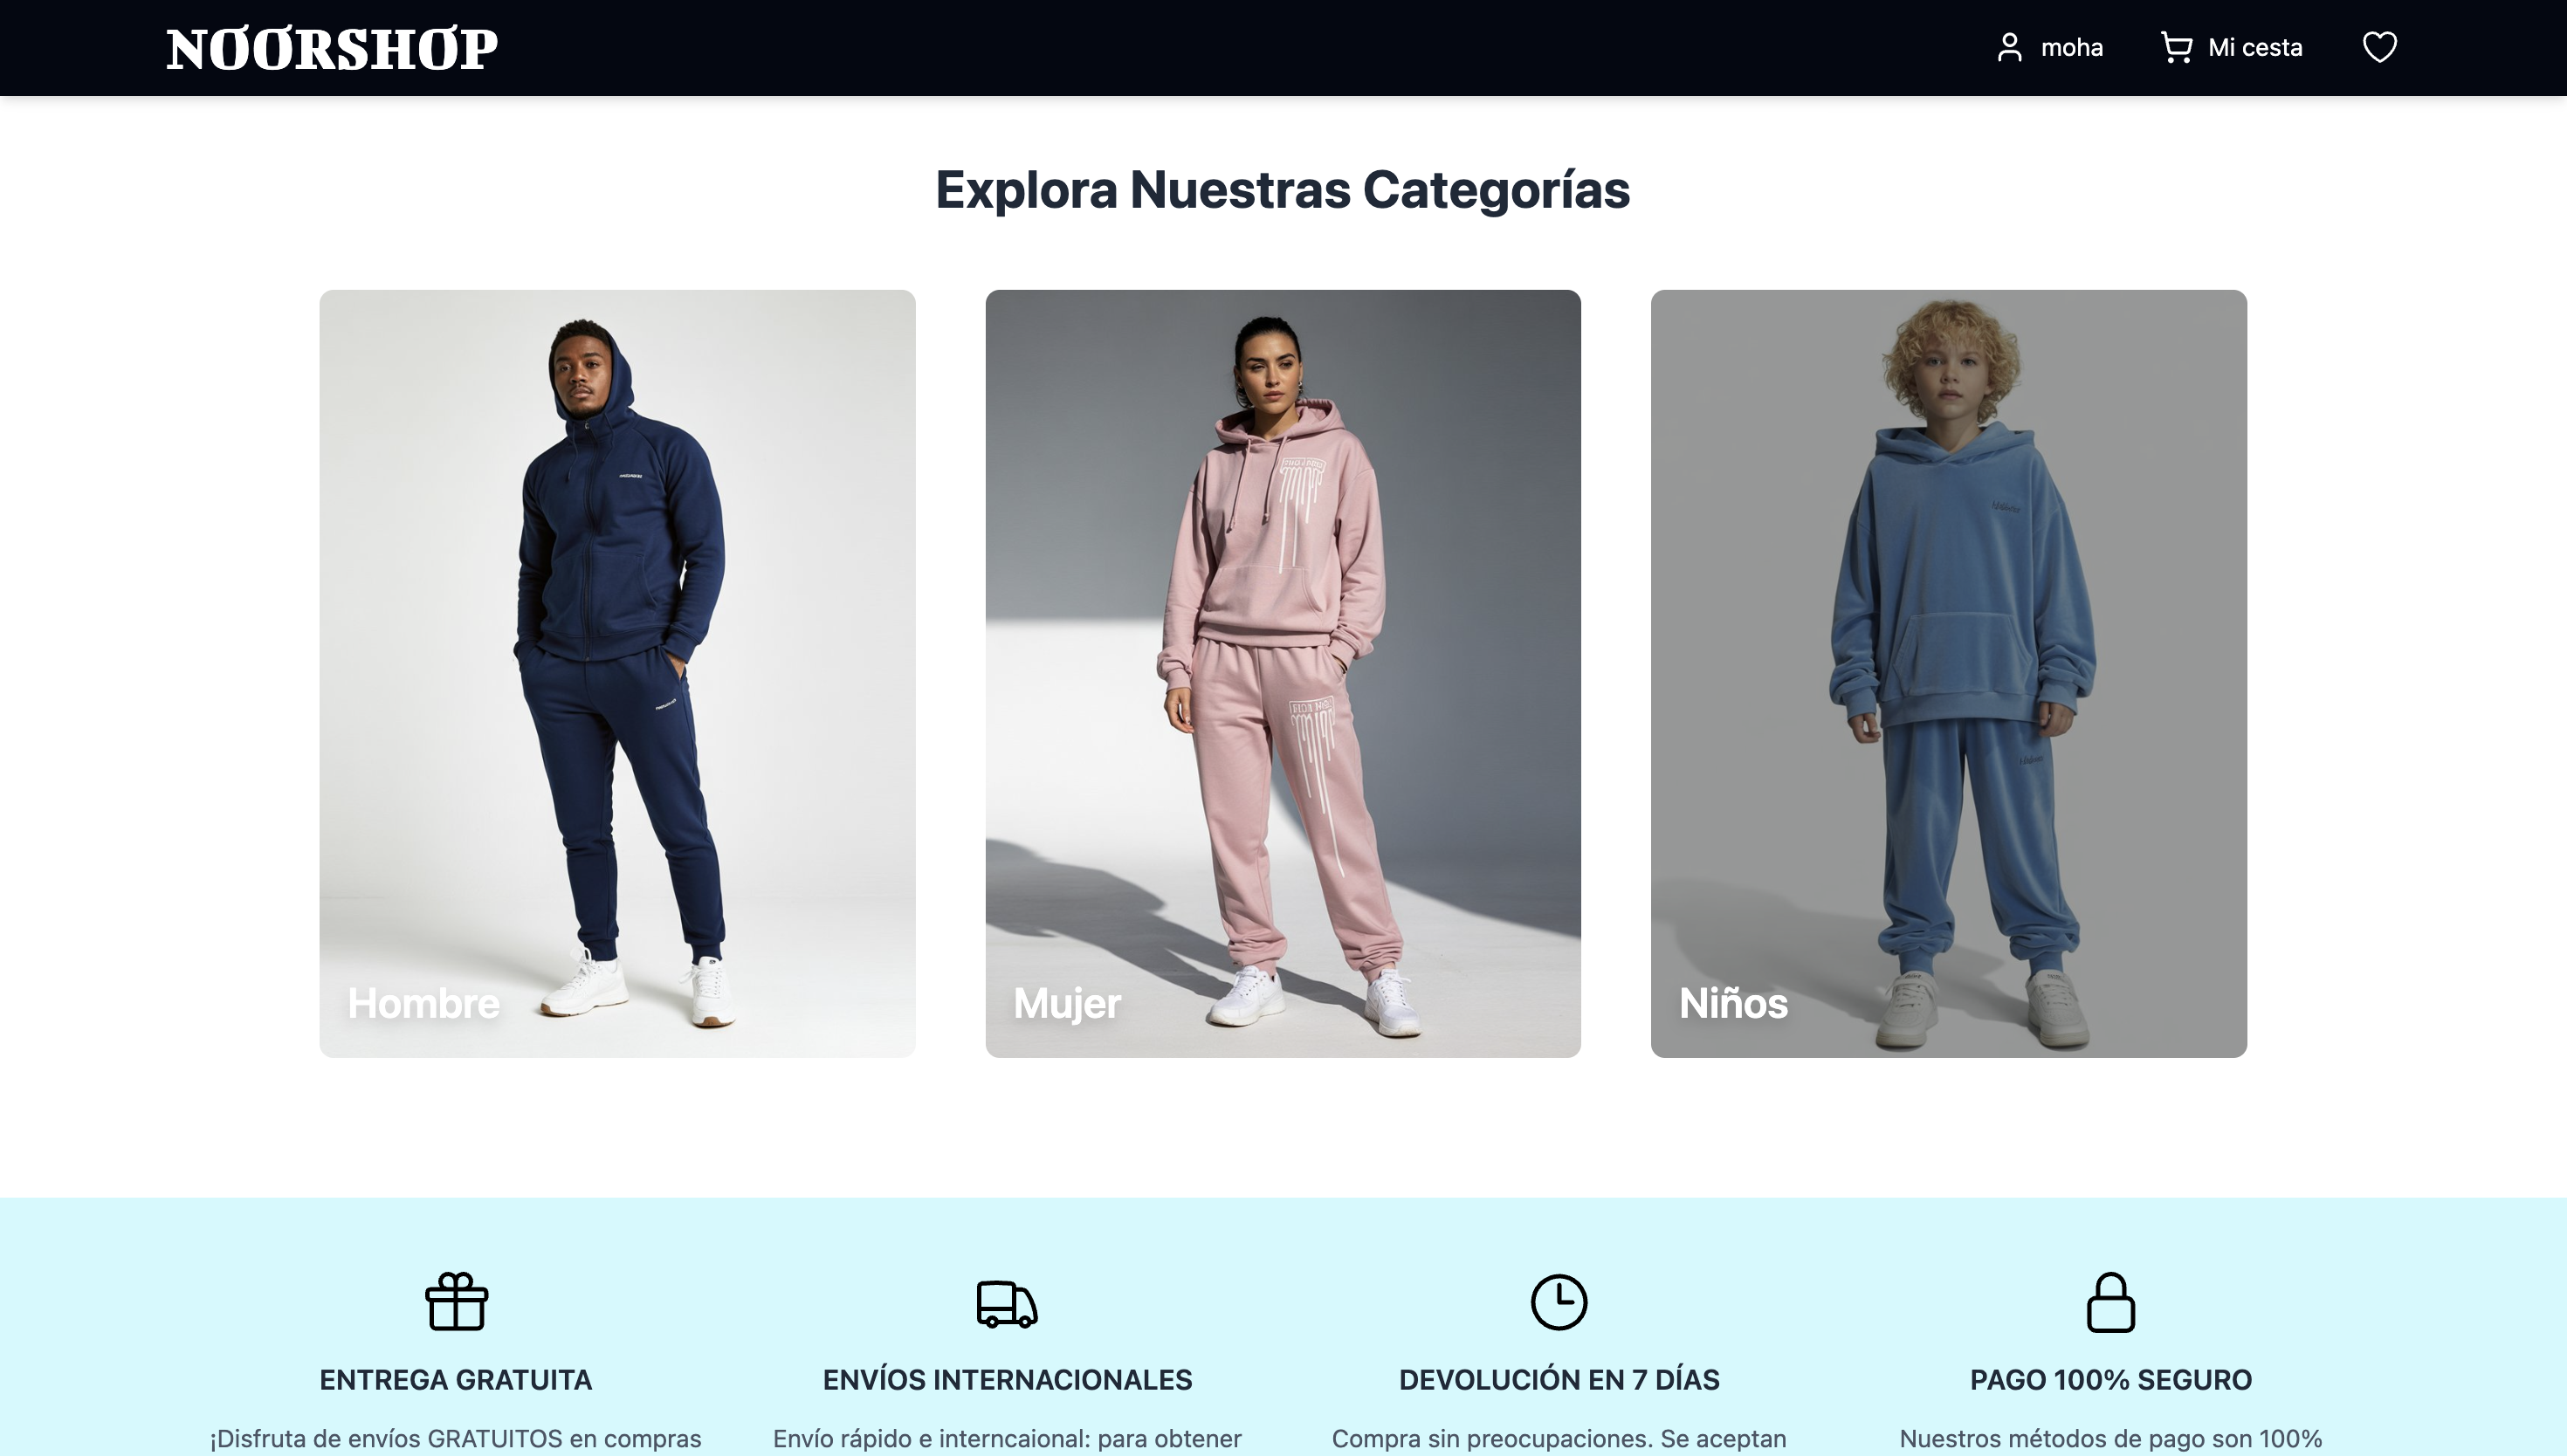 NOORSHOP
moha
Mi cesta
Explora Nuestras Categorías
Hombre
Mujer
Niños
ENTREGA GRATUITA
ENVÍOS INTERNACIONALES
DEVOLUCIÓN EN 7 DÍAS
PAGO 100% SEGURO
¡Disfruta de envíos GRATUITOS en compras
Envío rápido e interncaional: para obtener
Compra sin preocupaciones. Se aceptan
Nuestros métodos de pago son 100%